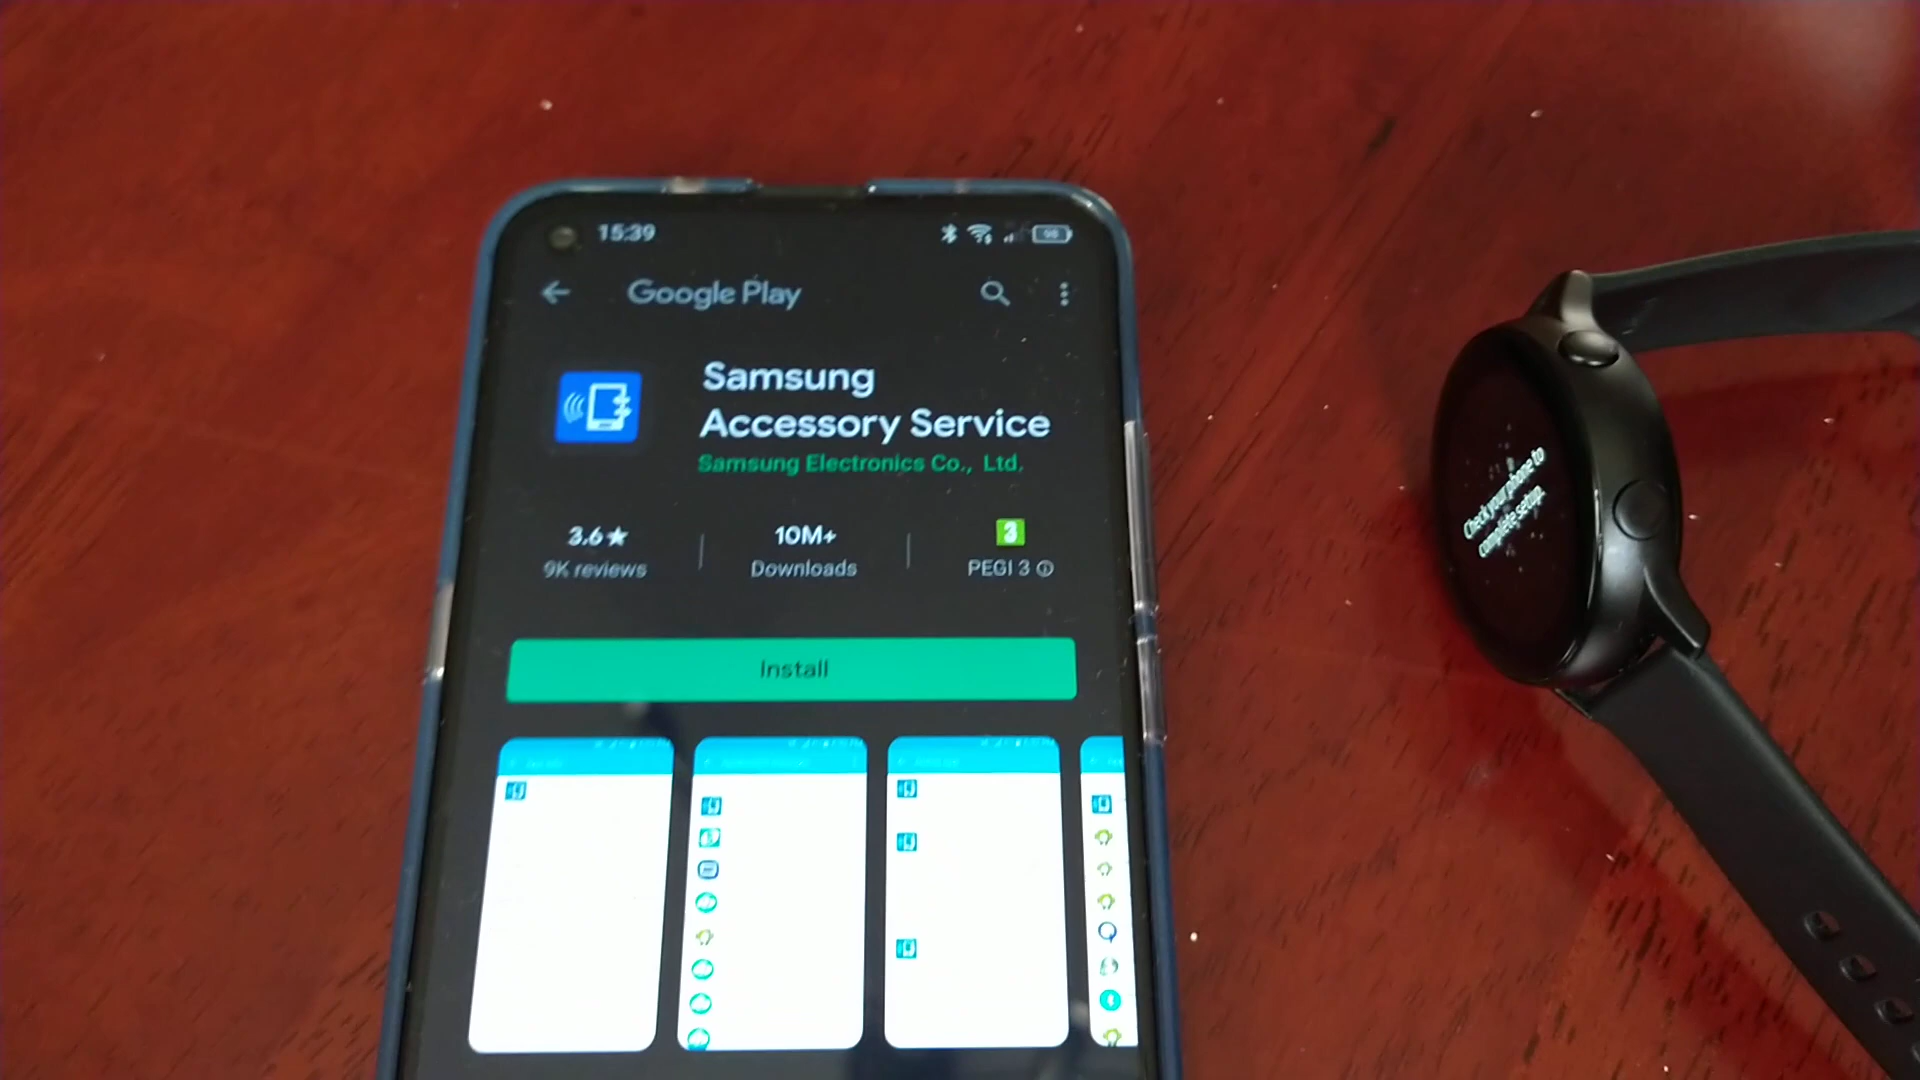 15:39
Google Play
Samsung
Accessory Service
Samsung Electronics Co., Ltd.
3.6★
9K reviews
10M+
Downloads
3
PEGI 3
Install
Check your phone to
complete setup.